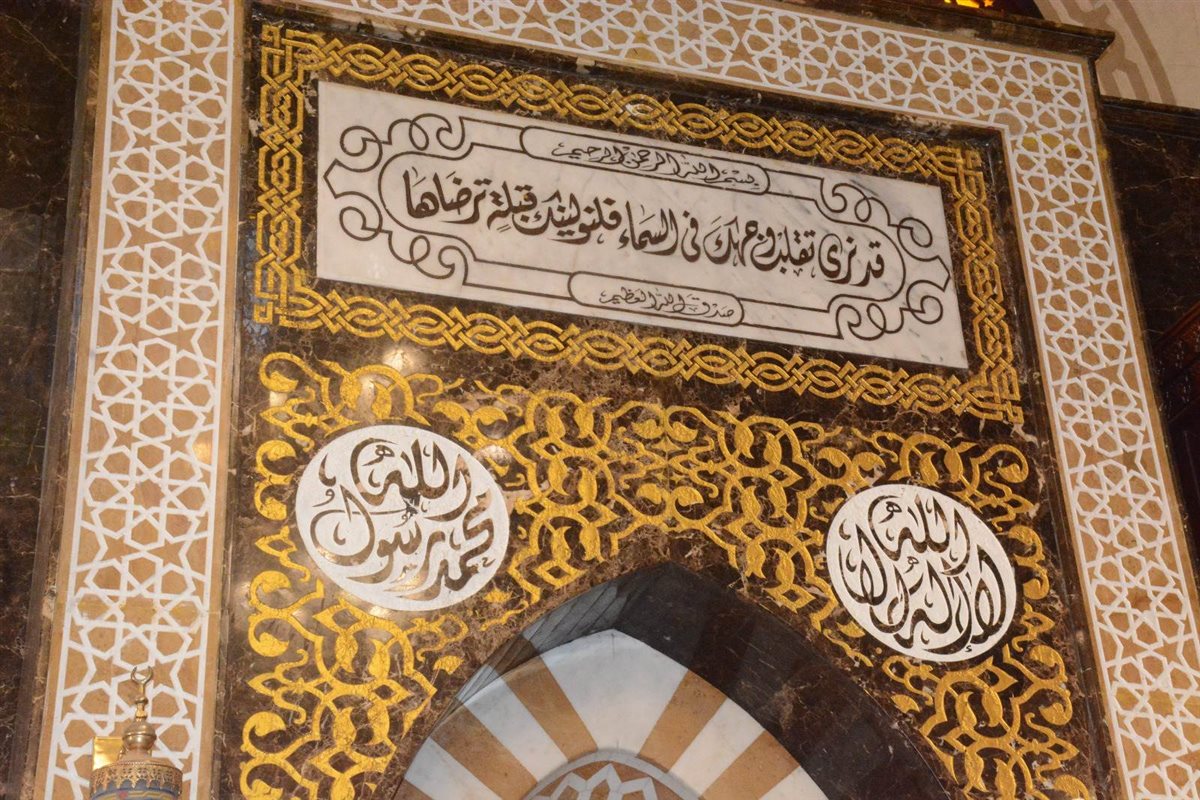 بسم الله الرحمن الرحيم
قد نرى تقلب وجهك في السماء فلنولينك قبلة ترضاها
صدق الله العظيم
لا إله إلا الله
محمد رسول الله